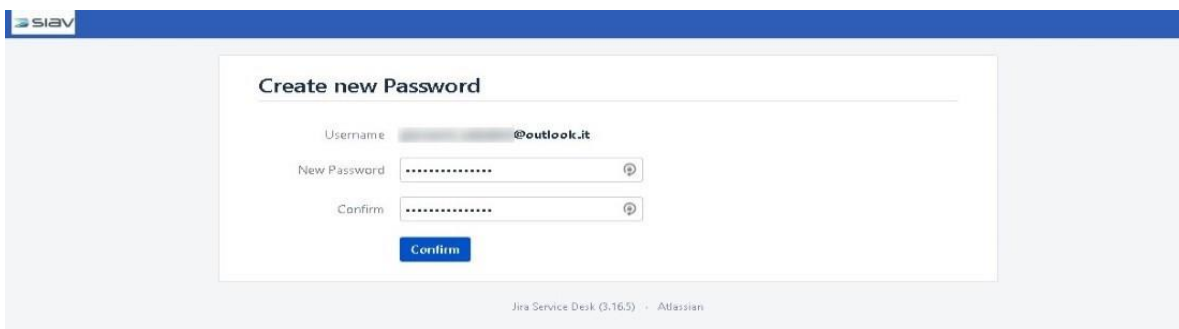 SIAV
Create new Password
Username @outlook.it
New Password •••••••••••••••
Confirm •••••••••••••••
Confirm
Jira Service Desk (3.16.5) · Atlassian